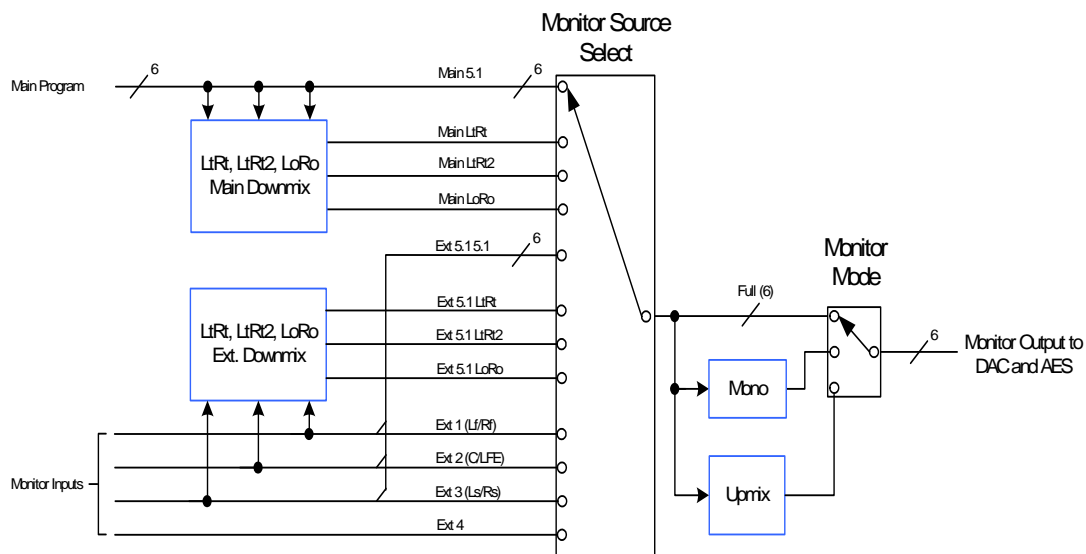 Monitor Source
Select
Main Program
6
Main 5.1
6
LtRt, LtRt2, LoRo
Main Downmix
Main LtRt
Main LtRt2
Main LoRo
Ext 5.1 5.1
6
LtRt, LtRt2, LoRo
Ext. Downmix
Ext 5.1 LtRt
Ext 5.1 LtRt2
Ext 5.1 LoRo
Monitor Inputs
Ext 1 (Lf/Rf)
Ext 2 (C/LFE)
Ext 3 (Ls/Rs)
Ext 4
Full (6)
Mono
Upmix
Monitor
Mode
6
Monitor Output to
DAC and AES